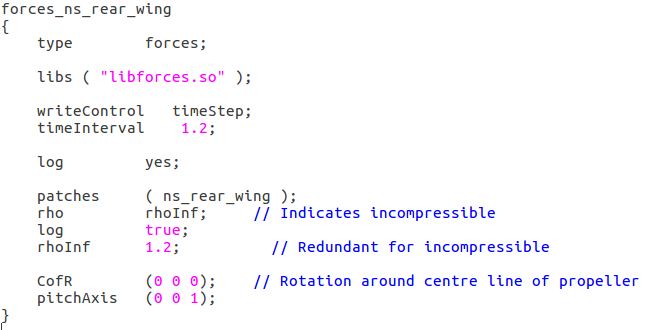 forces_ns_rear_wing
{
    type        forces;
    libs ( "libforces.so" );
    writeControl   timeStep;
    timeInterval    1.2;
    log         yes;
    patches     ( ns_rear_wing );
    rho         rhoInf;     // Indicates incompressible
    log         true;
    rhoInf      1.2;          // Redundant for incompressible
    CofR        (0 0 0);    // Rotation around centre line of propeller
    pitchAxis   (0 0 1);
}